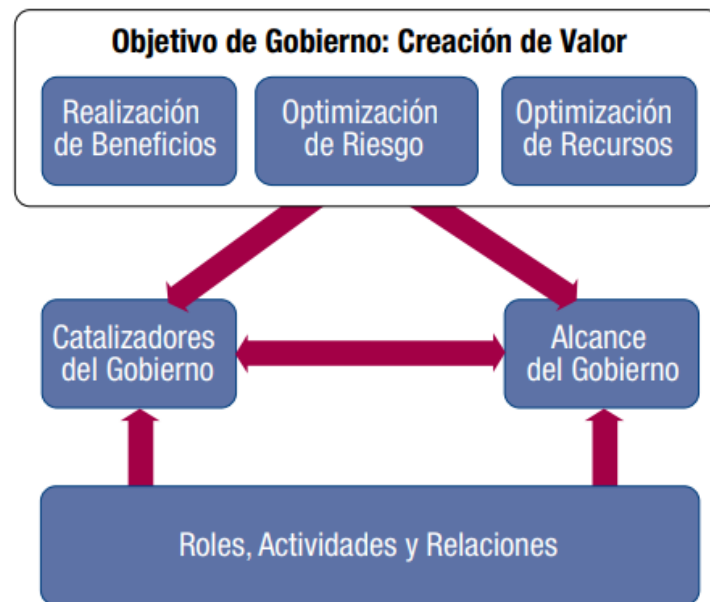 Objetivo de Gobierno: Creación de Valor
Realización
de Beneficios
Optimización
de Riesgo
Optimización
de Recursos
Catalizadores
del Gobierno
Alcance
del Gobierno
Roles, Actividades y Relaciones